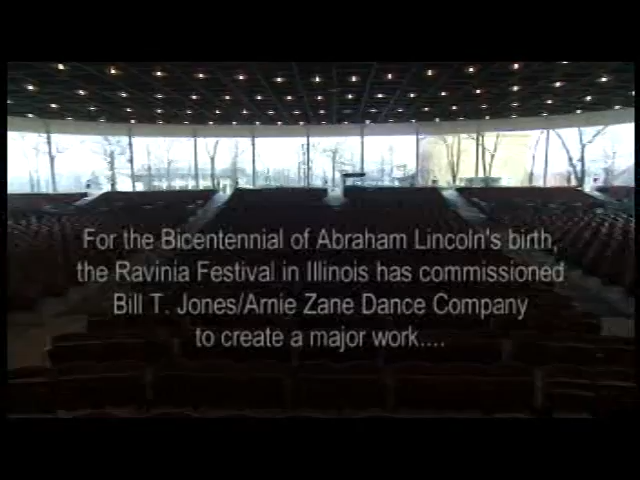 For the Bicentennial of Abraham Lincoln's birth,
the Ravinia Festival in Illinois has commissioned
Bill T. Jones/Arnie Zane Dance Company
to create a major work....